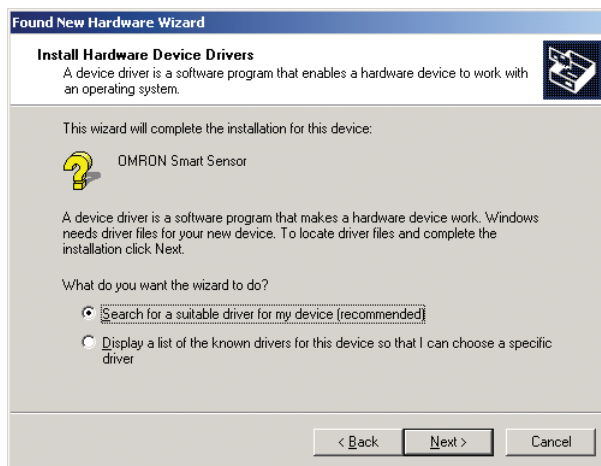 Found New Hardware Wizard
Install Hardware Device Drivers
A device driver is a software program that enables a hardware device to work with
an operating system.
This wizard will complete the installation for this device:
OMRON Smart Sensor
A device driver is a software program that makes a hardware device work. Windows
needs driver files for your new device. To locate driver files and complete the
installation click Next.
What do you want the wizard to do?
Search for a suitable driver for my device (recommended)
Display a list of the known drivers for this device so that I can choose a specific
driver
< Back
Next >
Cancel